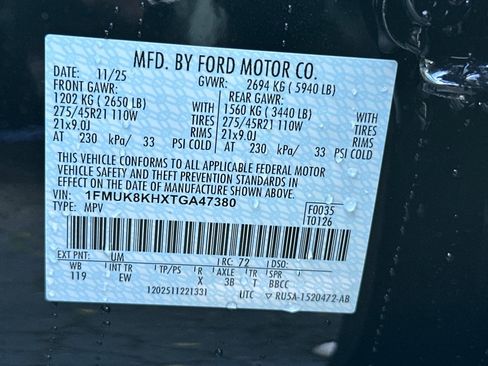 MFD. BY FORD MOTOR CO.
DATE: 11/25 GVWR: 2694 KG ( 5940 LB)
FRONT GAWR: REAR GAWR:
1202 KG ( 2650 LB) 1560 KG ( 3440 LB)
275/45R21 110W TIRES 275/45R21 110W TIRES
21x9.0J RIMS 21x9.0J RIMS
AT 230 kPa/ 33 PSI COLD AT 230 kPa/ 33 PSI COLD
THIS VEHICLE CONFORMS TO ALL APPLICABLE FEDERAL MOTOR
VEHICLE SAFETY AND THEFT PREVENTION STANDARDS IN
EFFECT ON THE DATE OF MANUFACTURE SHOWN ABOVE.
VIN: 1FMUK8KHXTGA47380 F0035
TYPE: MPV T0126
EXT PNT: UM RC: 72 DSO:
WB INT TR TP/PS R AXLE TR SPR
119 EW X 3B T BBCC
1202511221331 UTC ▽ RU5A-1520472-AB